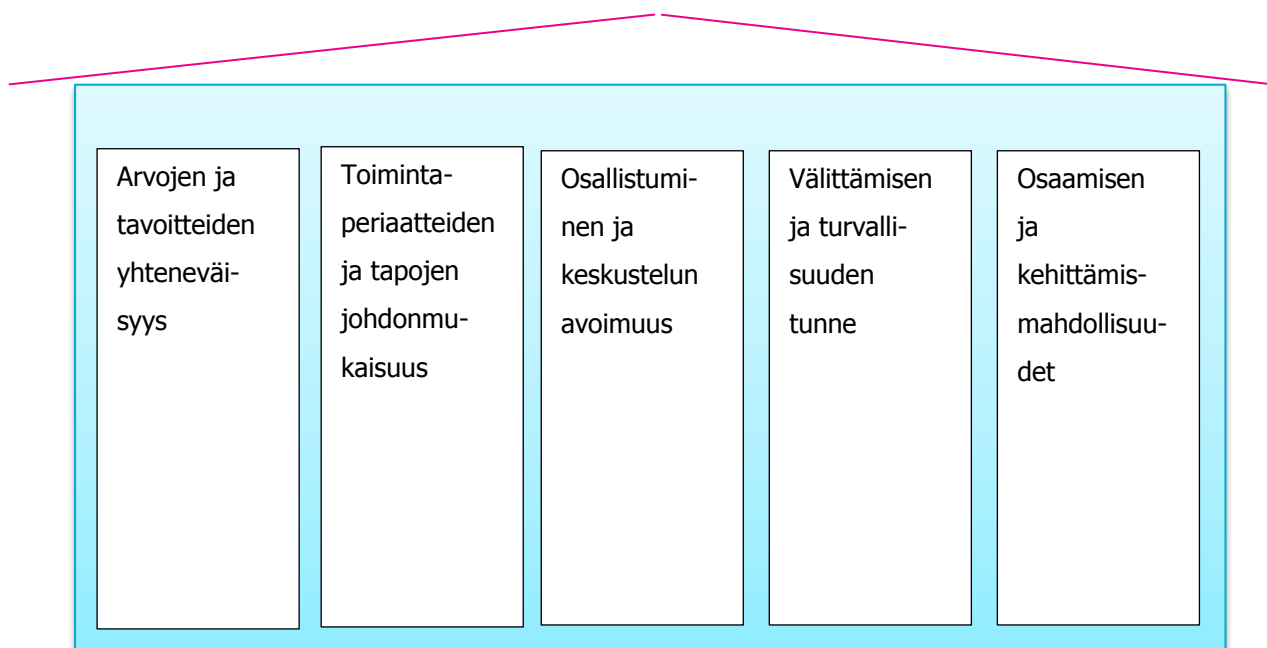 Arvojen ja
tavoitteiden
yhteneväi-
syys
Toiminta-
periaatteiden
ja tapojen
johdonmu-
kaisuus
Osallistumi-
nen ja
keskustelun
avoimuus
Välittämisen
ja turvalli-
suuden
tunne
Osaamisen
ja
kehittämis-
mahdollisuu-
det